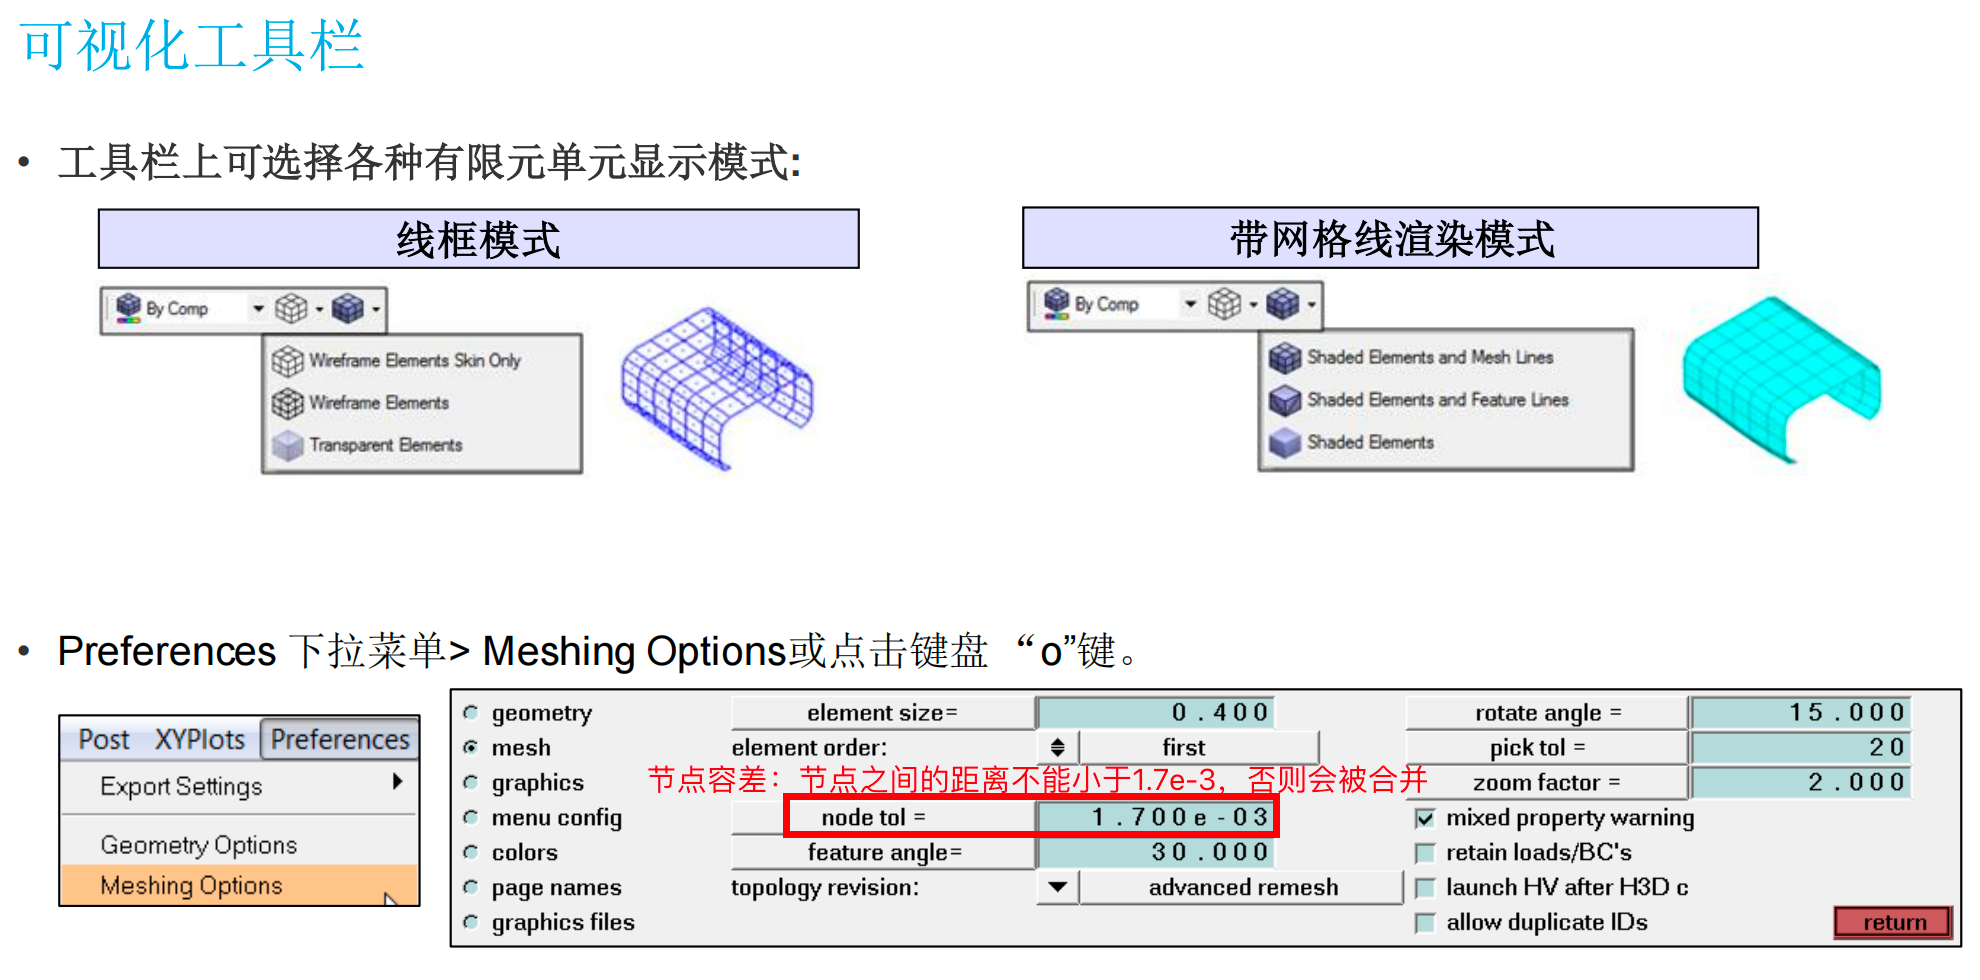 可视化工具栏
• 工具栏上可选择各种有限元单元显示模式:
线框模式
By Comp
Wireframe Elements Skin Only
Wireframe Elements
Transparent Elements
带网格线渲染模式
By Comp
Shaded Elements and Mesh Lines
Shaded Elements and Feature Lines
Shaded Elements
• Preferences 下拉菜单> Meshing Options或点击键盘 “o”键。
Post XYPlots Preferences
Export Settings
Geometry Options
Meshing Options
geometry
mesh
graphics
menu config
colors
page names
graphics files
element size= 0.400
element order: first
节点容差：节点之间的距离不能小于1.7e-3，否则会被合并
node tol = 1.700e-03
feature angle= 30.000
topology revision: advanced remesh
rotate angle = 15.000
pick tol = 20
zoom factor = 2.000
mixed property warning
retain loads/BC's
launch HV after H3D c
allow duplicate IDs
return